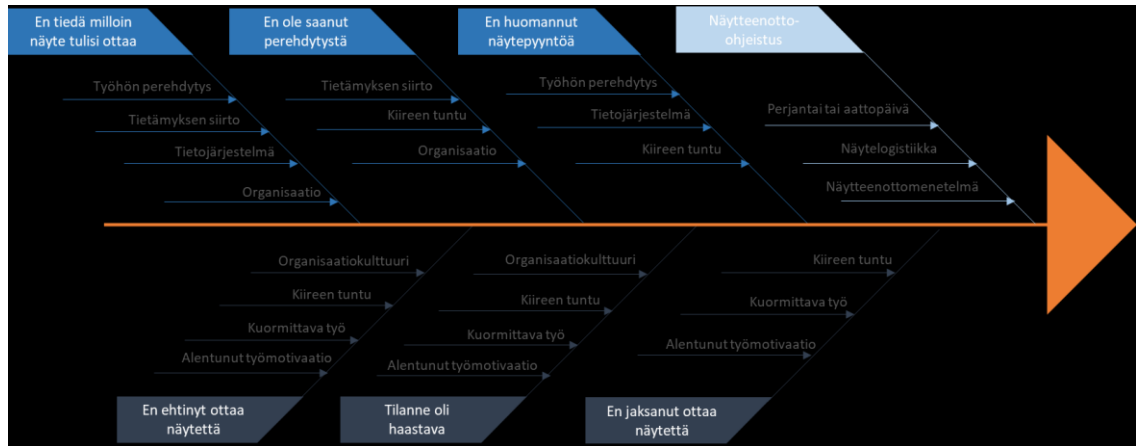 En tiedä milloin
näyte tulisi ottaa
Työhön perehdytys
Tietämyksen siirto
Tietojärjestelmä
Organisaatio
En ole saanut
perehdytystä
Tietämyksen siirto
Kiireen tuntu
Organisaatio
En huomannut
näytepyyntöä
Työhön perehdytys
Tietojärjestelmä
Kiireen tuntu
Näytteenotto-
ohjeistus
Perjantai tai aattopäivä
Näytelogistiikka
Näytteenottomenetelmä
Organisaatiokulttuuri
Kiireen tuntu
Kuormittava työ
Alentunut työmotivaatio
En ehtinyt ottaa
näytettä
Organisaatiokulttuuri
Kiireen tuntu
Kuormittava työ
Alentunut työmotivaatio
Tilanne oli
haastava
Kiireen tuntu
Kuormittava työ
Alentunut työmotivaatio
En jaksanut ottaa
näytettä